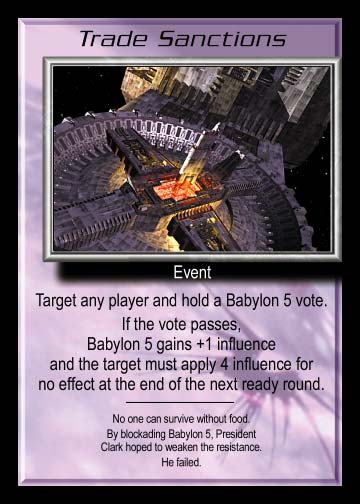 Trade Sanctions
Event
Target any player and hold a Babylon 5 vote.
If the vote passes,
Babylon 5 gains +1 influence
and the target must apply 4 influence for
no effect at the end of the next ready round.
No one can survive without food.
By blockading Babylon 5, President
Clark hoped to weaken the resistance.
He failed.